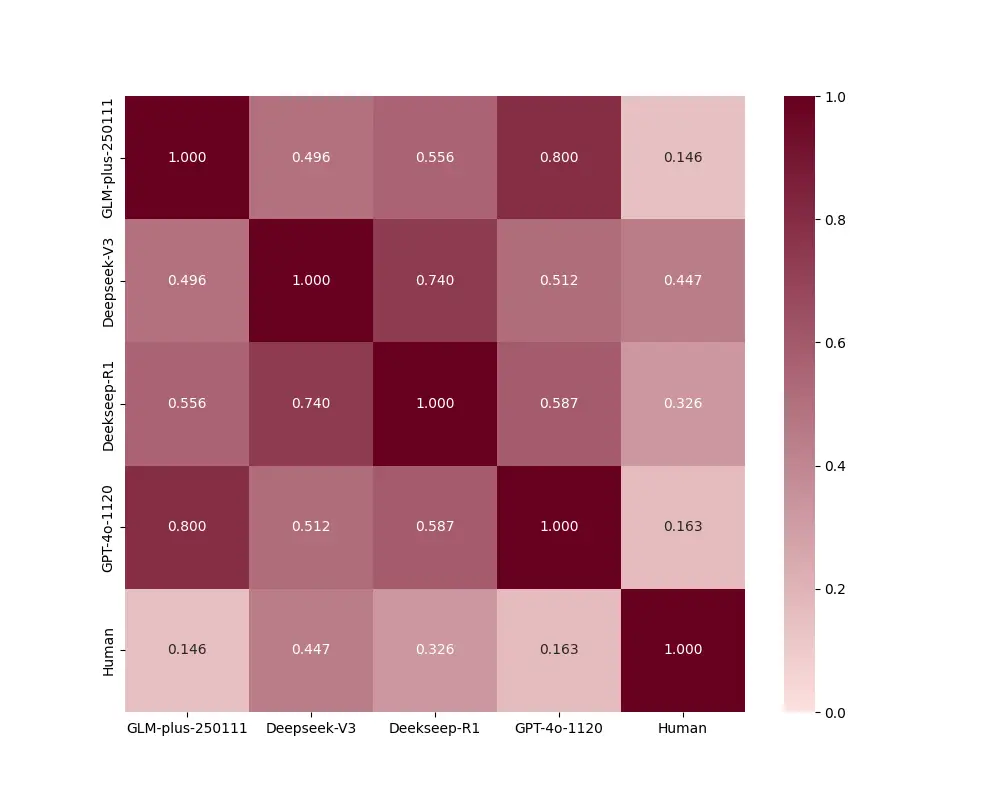 1.0
GLM-plus-250111 1.000 0.496 0.556 0.800 0.146
0.8
Deepseek-V3 0.496 1.000 0.740 0.512 0.447
0.6
Deekseep-R1 0.556 0.740 1.000 0.587 0.326
0.4
GPT-4o-1120 0.800 0.512 0.587 1.000 0.163
0.2
Human 0.146 0.447 0.326 0.163 1.000
0.0
GLM-plus-250111 Deepseek-V3 Deekseep-R1 GPT-4o-1120 Human